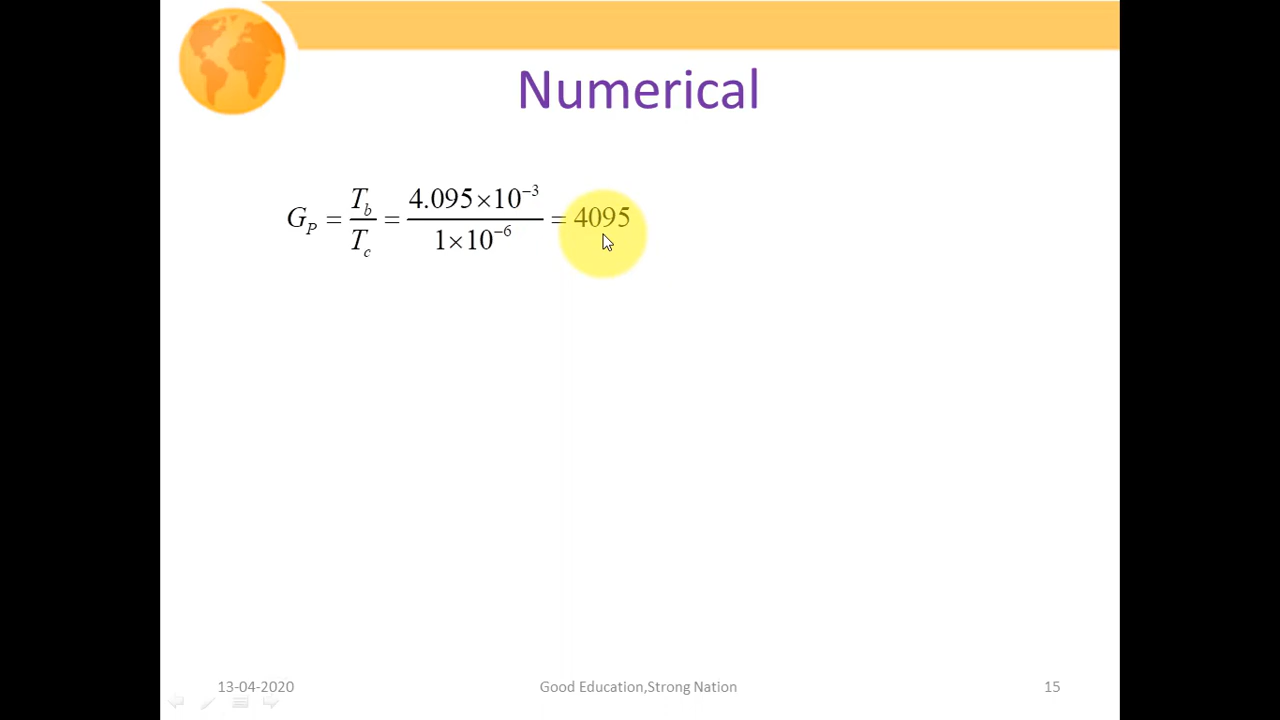 Numerical
G_P = T_b / T_c = 4.095×10^−3 / 1×10^−6 = 4095
13-04-2020 Good Education,Strong Nation 15